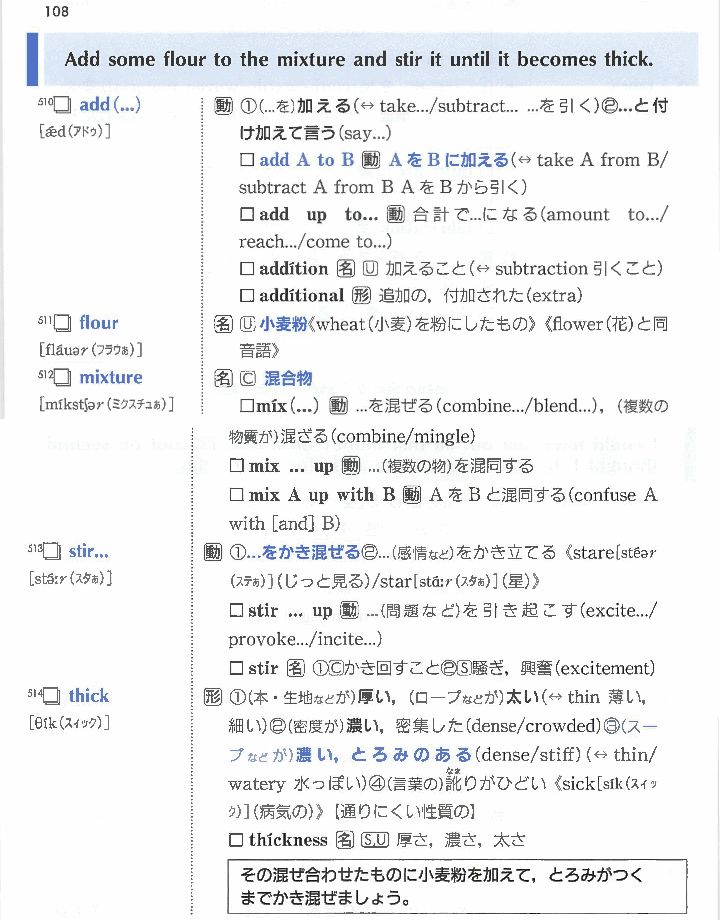 108
Add some flour to the mixture and stir it until it becomes thick.
510□ add(...)
[æd(アドゥ)]
動 ①(...を)加える(↔ take.../subtract... ...を引く)②...と付
け加えて言う(say...)
□ add A to B 動 AをBに加える(↔ take A from B/
subtract A from B AをBから引く)
□ add up to... 動 合計で...になる(amount to.../
reach.../come to...)
□ addítion 名 U 加えること(↔ subtraction 引くこと)
□ addítional 形 追加の，付加された(extra)
511□ flour
[fláuər(フラウあ)]
名 U 小麦粉《wheat(小麦)を粉にしたもの》《flower(花)と同
音語》
512□ mixture
[míkstʃər(ミクスチュあ)]
名 C 混合物
□míx(...) 動 ...を混ぜる(combine.../blend...)，(複数の
物質が)混ざる(combine/mingle)
□ mix ... up 動 ...(複数の物)を混同する
□ mix A up with B 動 AをBと混同する(confuse A
with [and] B)
513□ stir...
[stə́ːr(スタあ)]
動 ①...をかき混ぜる②...(感情など)をかき立てる《stare[stéər
(ステあ)](じっと見る)/star[stɑ́ːr(スタあ)](星)》
□ stir ... up 動 ...(問題など)を引き起こす(excite.../
provoke.../incite...)
□ stir 名 ①Cかき回すこと②S騒ぎ，興奮(excitement)
514□ thick
[θík(スィック)]
形 ①(本・生地などが)厚い，(ロープなどが)太い(↔ thin 薄い，
細い)②(密度が)濃い，密集した(dense/crowded)③(スー
プなどが)濃い，とろみのある(dense/stiff)(↔ thin/
watery 水っぽい)④(言葉の)訛りがひどい《sick[sík(スィッ
ク)](病気の)》[通りにくい性質の]
□ thíckness 名 S,U 厚さ，濃さ，太さ
その混ぜ合わせたものに小麦粉を加えて，とろみがつく
までかき混ぜましょう。